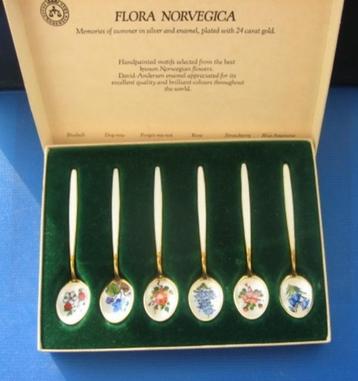 FLORA NORVEGICA
Memories of summer in silver and enamel, plated with 24 carat gold.
Handpainted motifs selected from the best
known Norwegian flowers.
David-Andersen enamel appreciated for its
excellent quality and brilliant colours throughout
the world.
Bluebell Dog rose Forget-me-not Rose Strawberry Blue Anemone